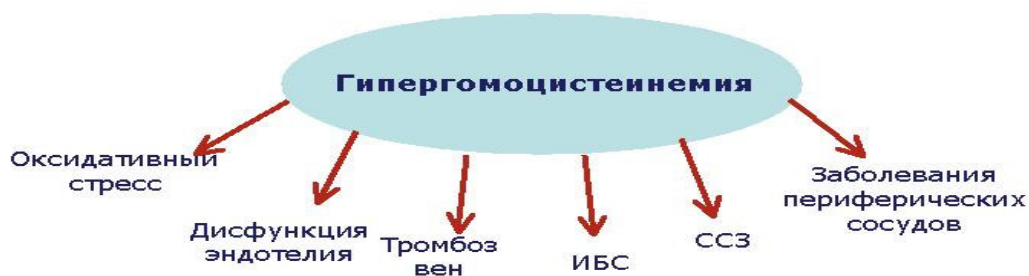 Гипергомоцистеинемия
Оксидативный
стресс
Дисфункция
эндотелия
Тромбоз
вен
ИБС
ССЗ
Заболевания
периферических
сосудов